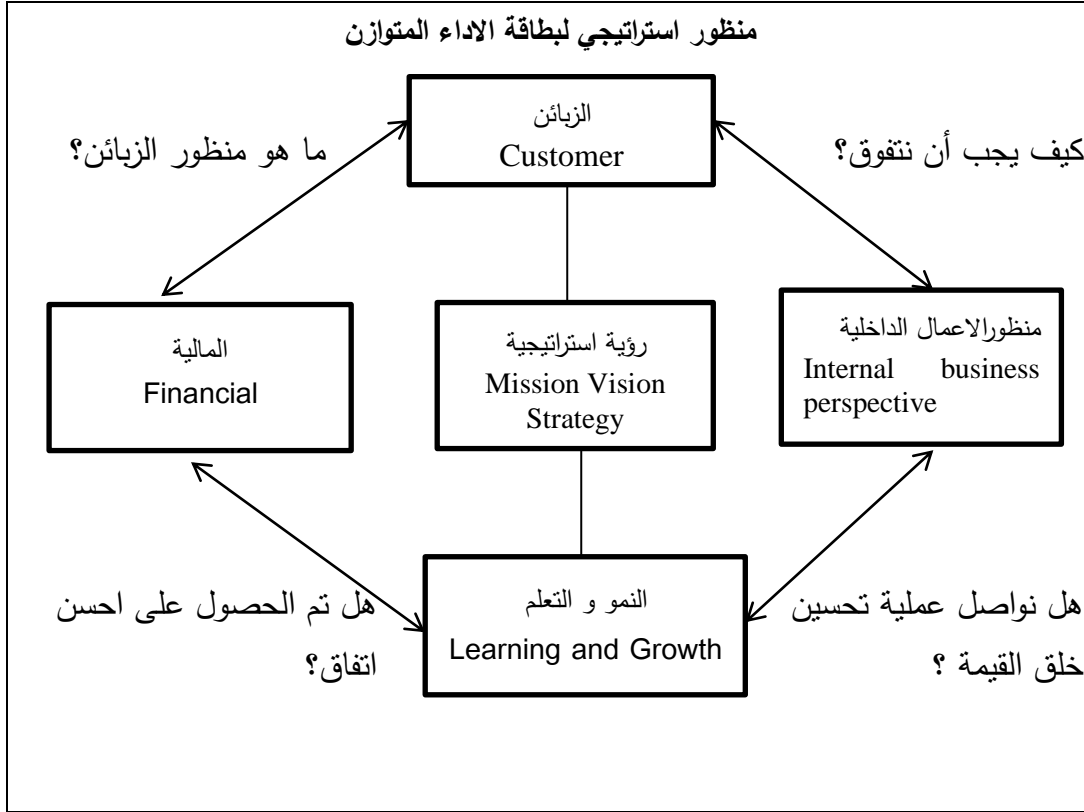 منظور استراتيجي لبطاقة الاداء المتوازن
الزبائن
Customer
كيف يجب أن نتفوق؟
ما هو منظور الزبائن؟
منظورالاعمال الداخلية
Internal business
perspective
رؤية استراتيجية
Mission Vision
Strategy
المالية
Financial
النمو و التعلم
Learning and Growth
هل نواصل عملية تحسين
خلق القيمة ؟
هل تم الحصول على احسن
اتفاق؟